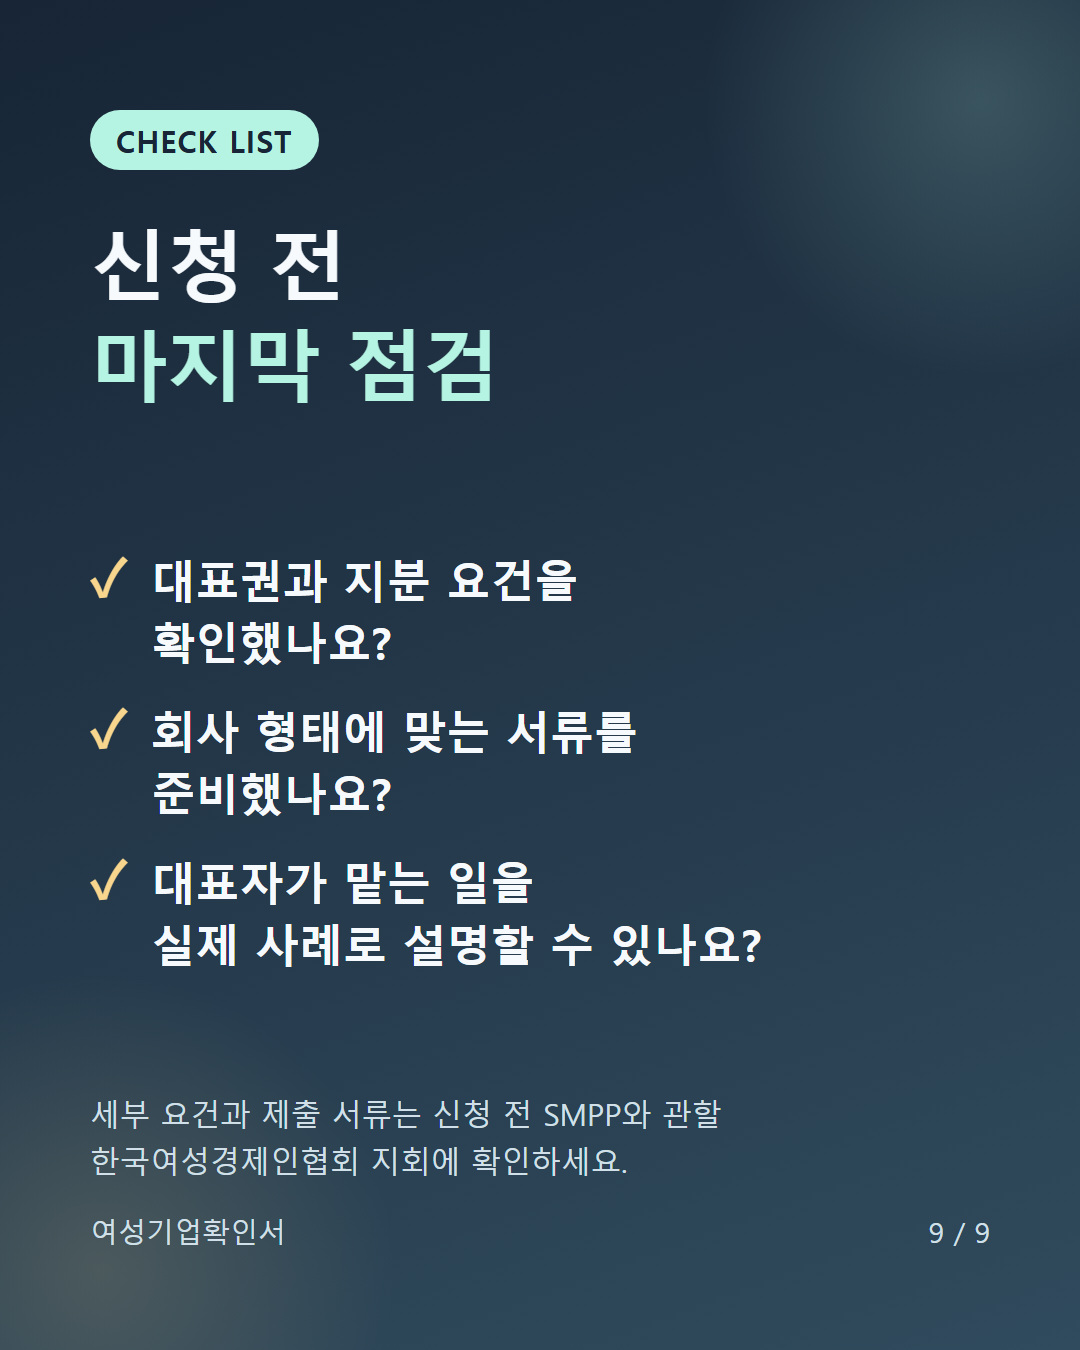 CHECK LIST
신청 전
마지막 점검
✓ 대표권과 지분 요건을
확인했나요?
✓ 회사 형태에 맞는 서류를
준비했나요?
✓ 대표자가 맡는 일을
실제 사례로 설명할 수 있나요?
세부 요건과 제출 서류는 신청 전 SMPP와 관할
한국여성경제인협회 지회에 확인하세요.
여성기업확인서
9 / 9